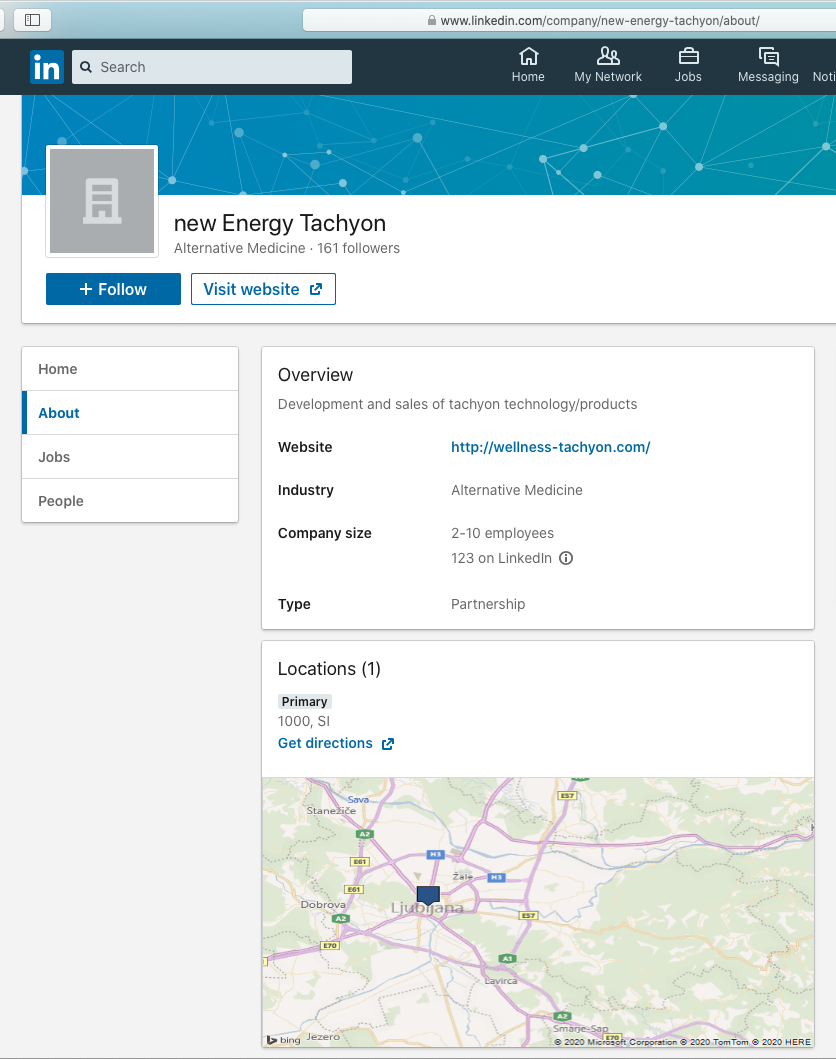 www.linkedin.com/company/new-energy-tachyon/about/
in
Search
Home
My Network
Jobs
Messaging
Noti
new Energy Tachyon
Alternative Medicine · 161 followers
+ Follow
Visit website
Home
About
Jobs
People
Overview
Development and sales of tachyon technology/products
Website
http://wellness-tachyon.com/
Industry
Alternative Medicine
Company size
2-10 employees
123 on LinkedIn
Type
Partnership
Locations (1)
Primary
1000, SI
Get directions
E57
Sava
Stanežiče
A2
H3
E61
Žale
H3
E61
Dobrova
Ljubljana
A2
E57
E70
A1
Lavirca
A2
Smarje-Sap
E70
bing
Jezero
© 2020 Microsoft Corporation © 2020 TomTom © 2020 HERE